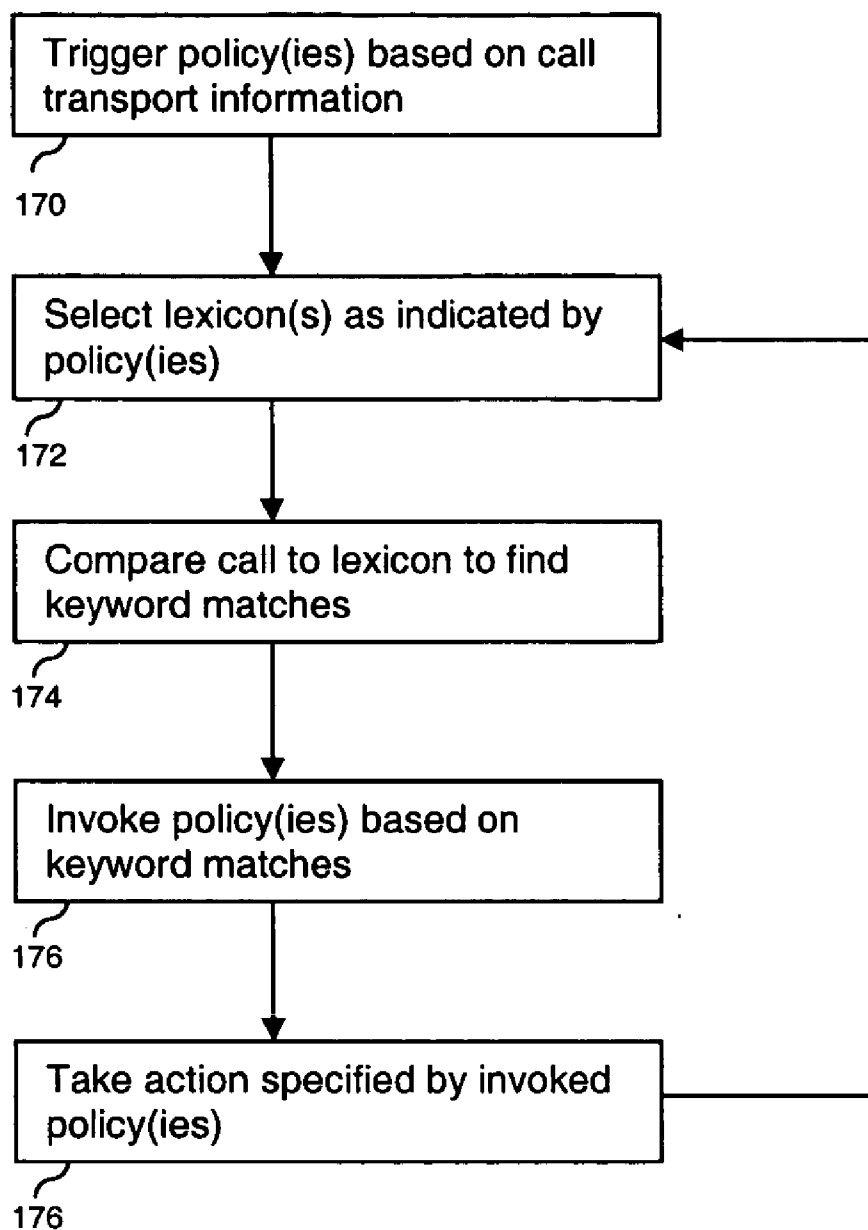 Trigger policy(ies) based on call
transport information
170
Select lexicon(s) as indicated by
policy(ies)
172
Compare call to lexicon to find
keyword matches
174
Invoke policy(ies) based on
keyword matches
176
Take action specified by invoked
policy(ies)
176